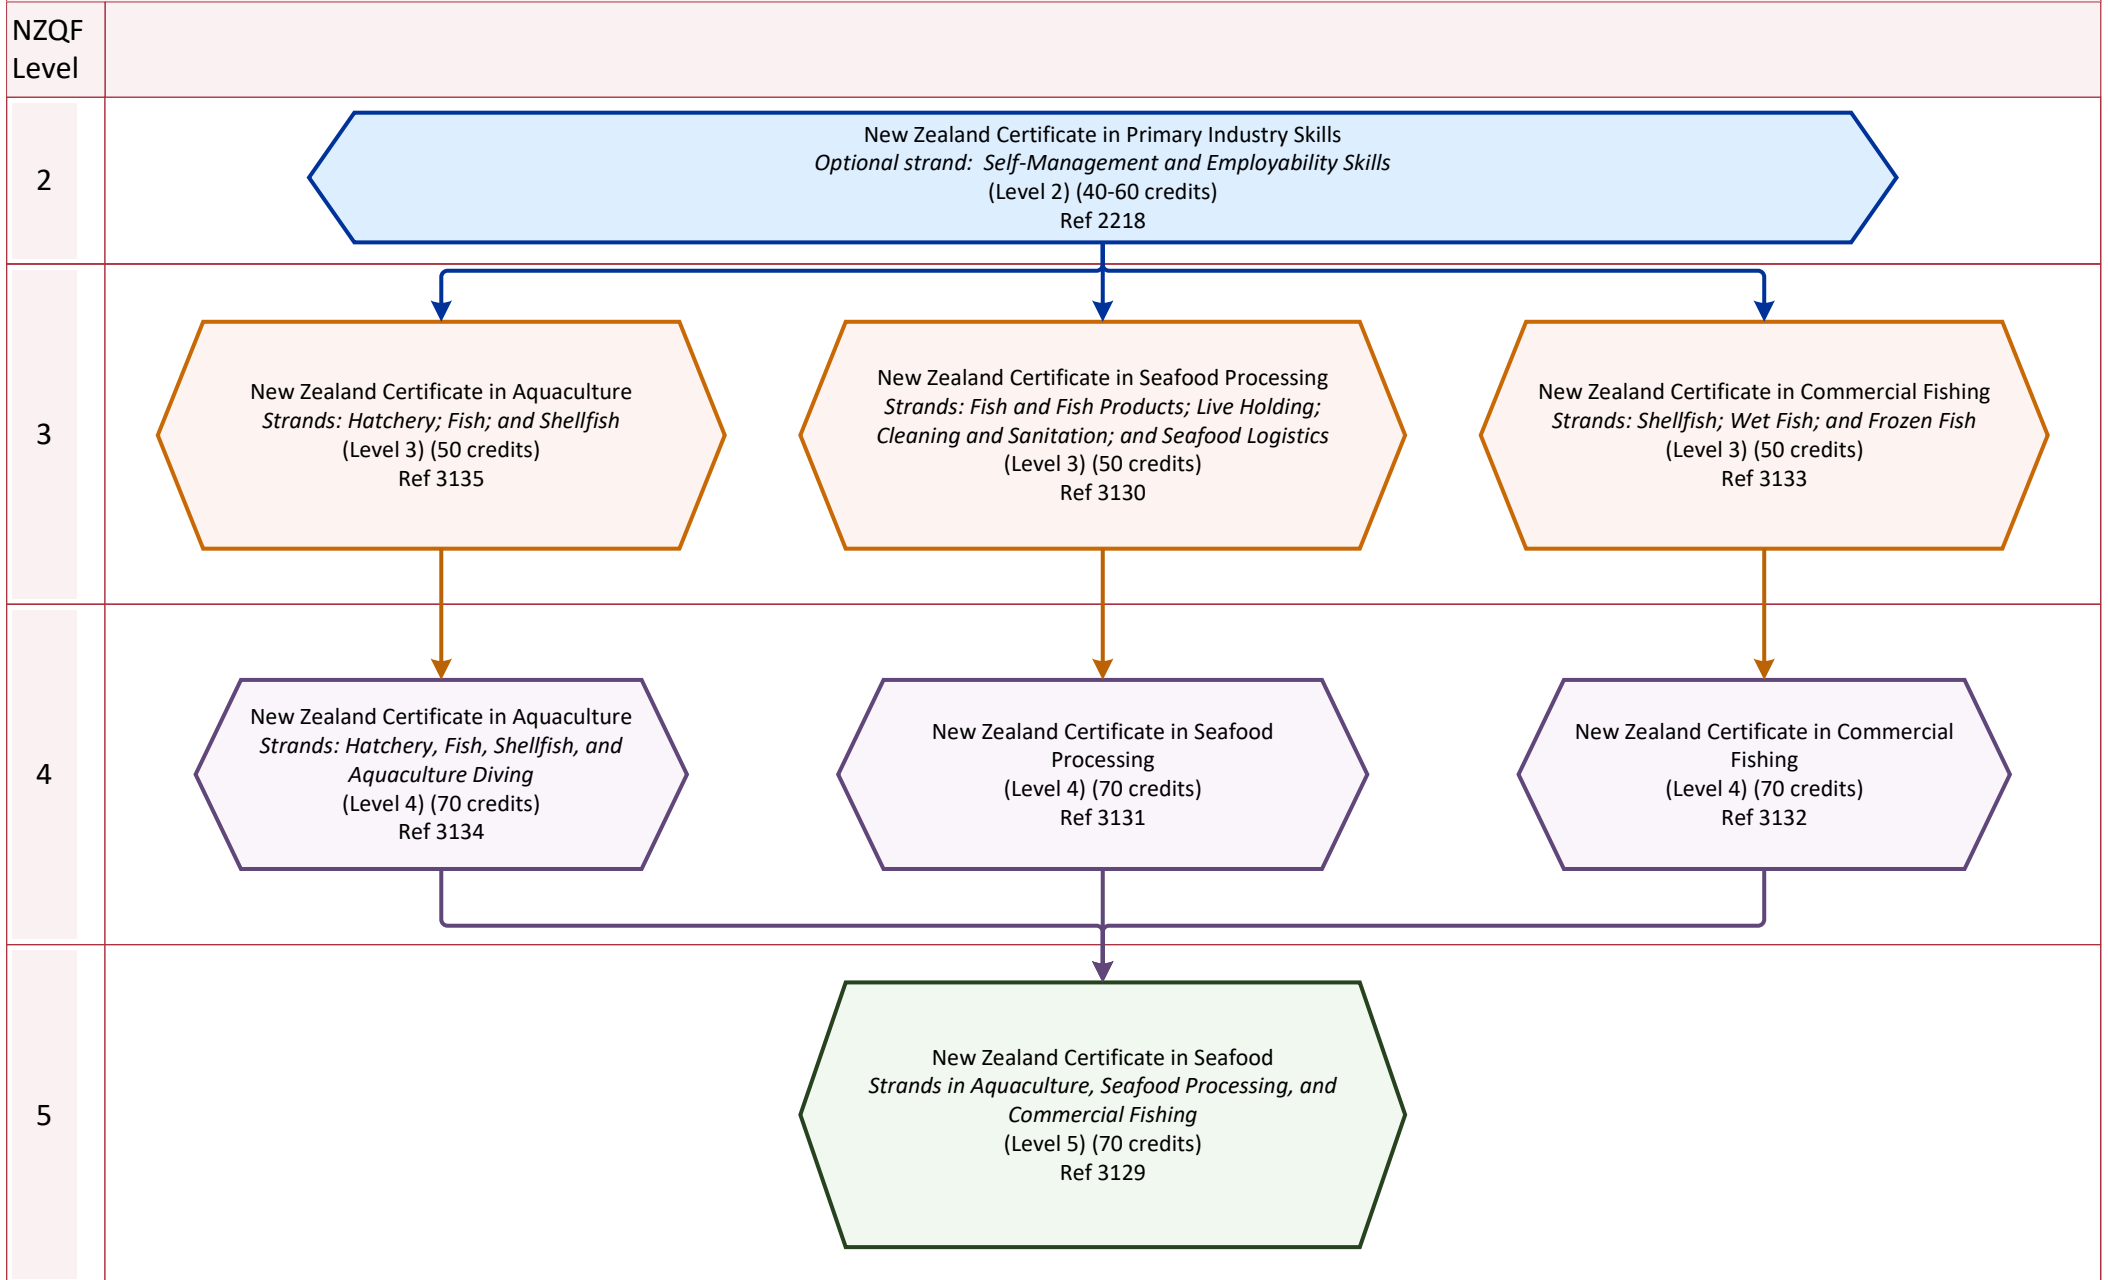 NZQF
Level
2
New Zealand Certificate in Primary Industry Skills
Optional strand:  Self-Management and Employability Skills
(Level 2) (40-60 credits)
Ref 2218
3
New Zealand Certificate in Aquaculture
Strands: Hatchery; Fish; and Shellfish
(Level 3) (50 credits)
Ref 3135
New Zealand Certificate in Seafood Processing
Strands: Fish and Fish Products; Live Holding;
Cleaning and Sanitation; and Seafood Logistics
(Level 3) (50 credits)
Ref 3130
New Zealand Certificate in Commercial Fishing
Strands: Shellfish; Wet Fish; and Frozen Fish
(Level 3) (50 credits)
Ref 3133
4
New Zealand Certificate in Aquaculture
Strands: Hatchery, Fish, Shellfish, and
Aquaculture Diving
(Level 4) (70 credits)
Ref 3134
New Zealand Certificate in Seafood
Processing
(Level 4) (70 credits)
Ref 3131
New Zealand Certificate in Commercial
Fishing
(Level 4) (70 credits)
Ref 3132
5
New Zealand Certificate in Seafood
Strands in Aquaculture, Seafood Processing, and
Commercial Fishing
(Level 5) (70 credits)
Ref 3129